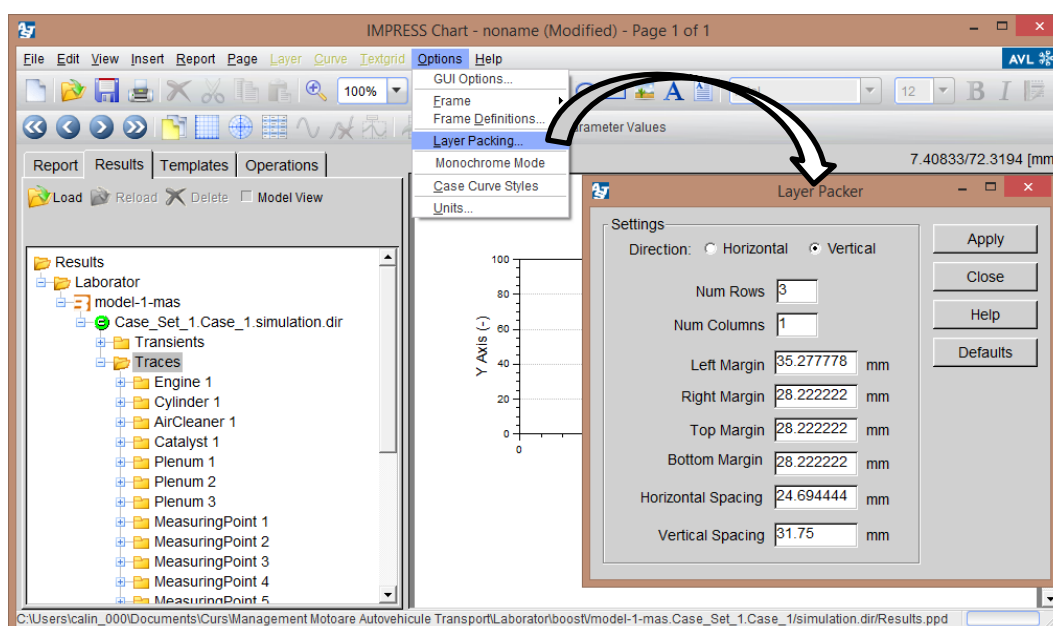 IMPRESS Chart - noname (Modified) - Page 1 of 1
File Edit View Insert Report Page Layer Curve Textgrid Options Help
AVL
100%
A
12
B I
GUI Options...
Frame
Frame Definitions...
Layer Packing...
Monochrome Mode
Case Curve Styles
Units...
Parameter Values
Report Results Templates Operations
7.40833/72.3194 [mm
Load Reload Delete Model View
Results
Laborator
model-1-mas
Case_Set_1.Case_1.simulation.dir
Transients
Traces
Engine 1
Cylinder 1
AirCleaner 1
Catalyst 1
Plenum 1
Plenum 2
Plenum 3
MeasuringPoint 1
MeasuringPoint 2
MeasuringPoint 3
MeasuringPoint 4
MeasuringPoint 5
Y Axis (-)
100
80
60
40
20
0
0
Layer Packer
Settings
Direction: Horizontal Vertical
Num Rows 3
Num Columns 1
Left Margin 35.277778 mm
Right Margin 28.222222 mm
Top Margin 28.222222 mm
Bottom Margin 28.222222 mm
Horizontal Spacing 24.694444 mm
Vertical Spacing 31.75 mm
Apply
Close
Help
Defaults
C:\Users\calin_000\Documents\Curs\Management Motoare Autovehicule Transport\Laborator\boost\/model-1-mas.Case_Set_1.Case_1/simulation.dir/Results.ppd